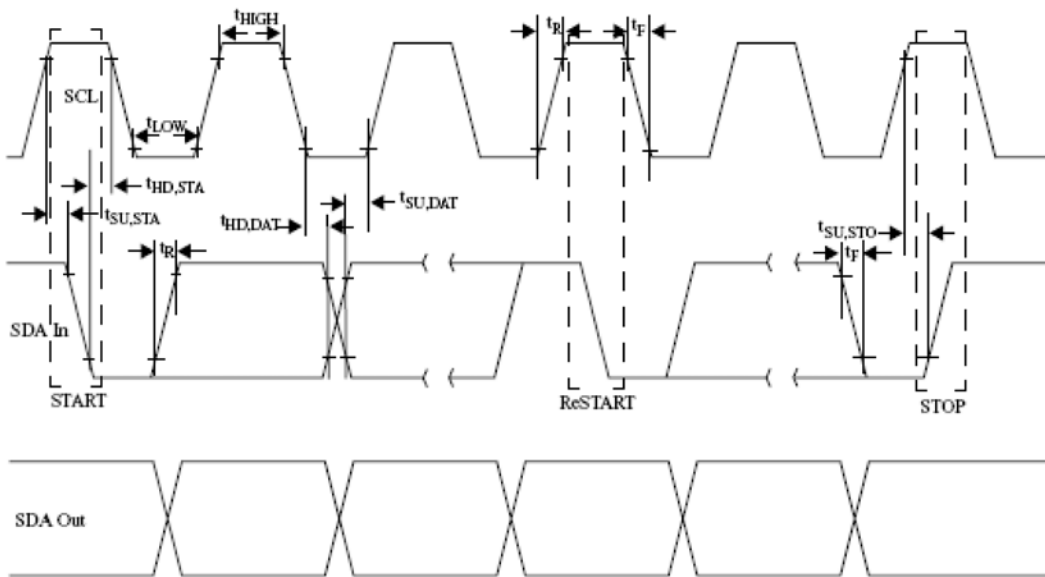 tHIGH
tR
tF
SCL
tLOW
tHD,STA
tSU,STA
tR
tHD,DAT
tSU,DAT
tSU,STO
tF
SDA In
START
ReSTART
STOP
SDA Out